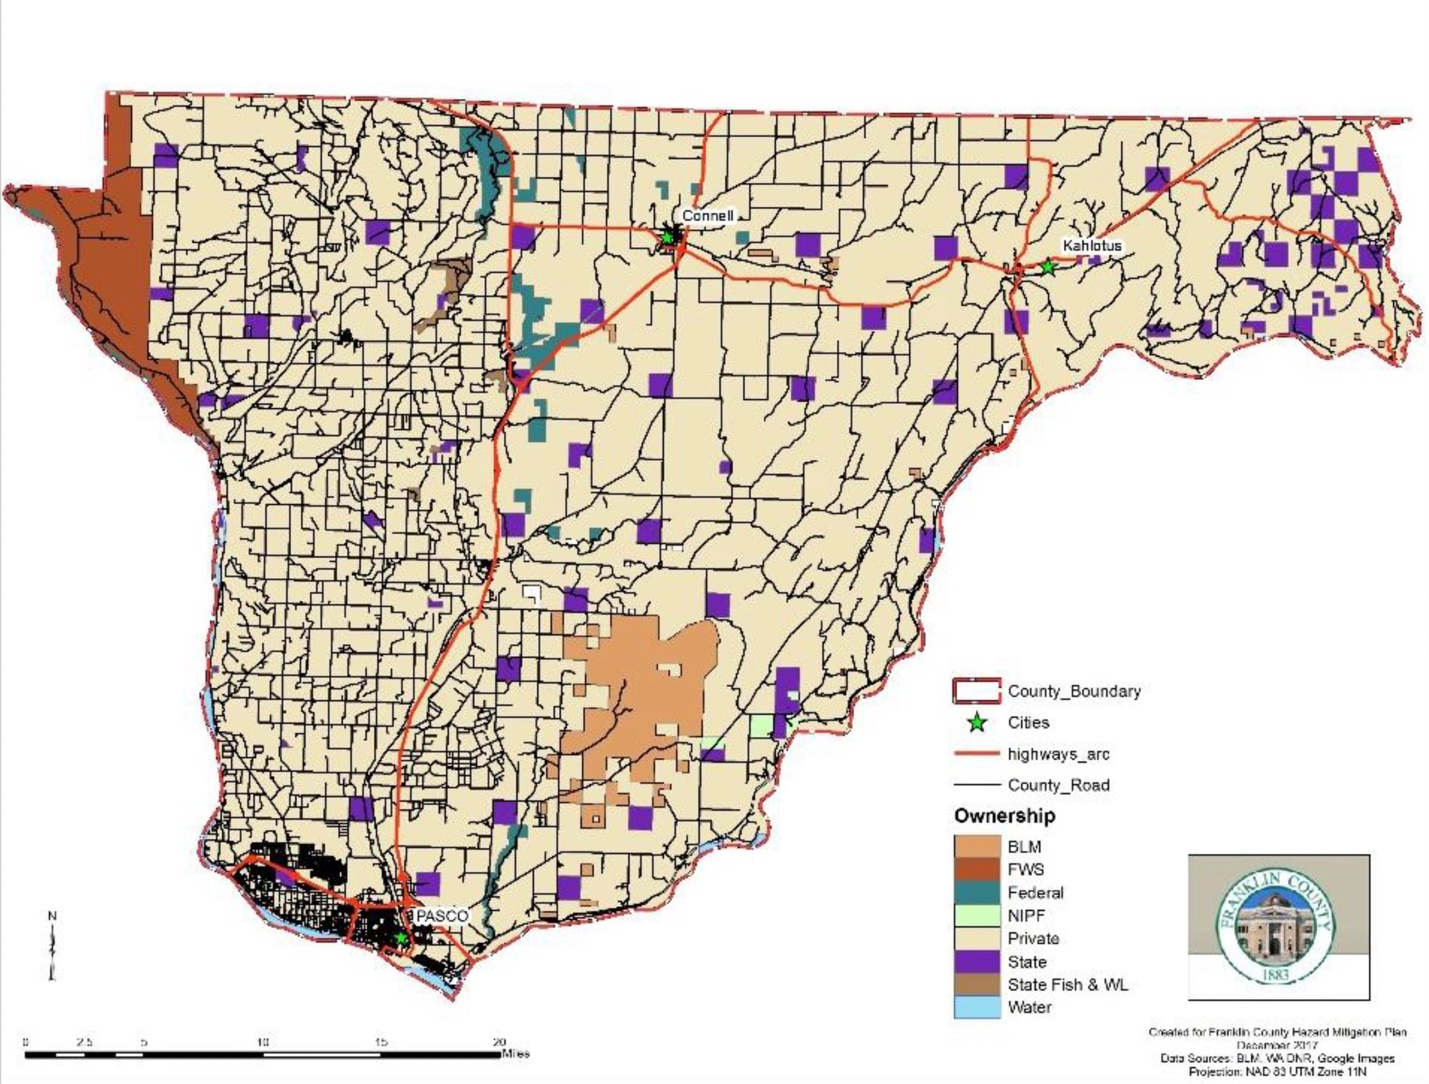 Connell
Kahlotus
PASCO
County_Boundary
Cities
highways_arc
County_Road
Ownership
BLM
FWS
Federal
NIPF
Private
State
State Fish & WL
Water
FRANKLIN COUNTY
1883
N
0 2.5 5 10 15 20
Miles
Created for Franklin County Hazard Mitigation Plan
December 2017
Data Sources: BLM, WA DNR, Google Images
Projection: NAD 83 UTM Zone 11N